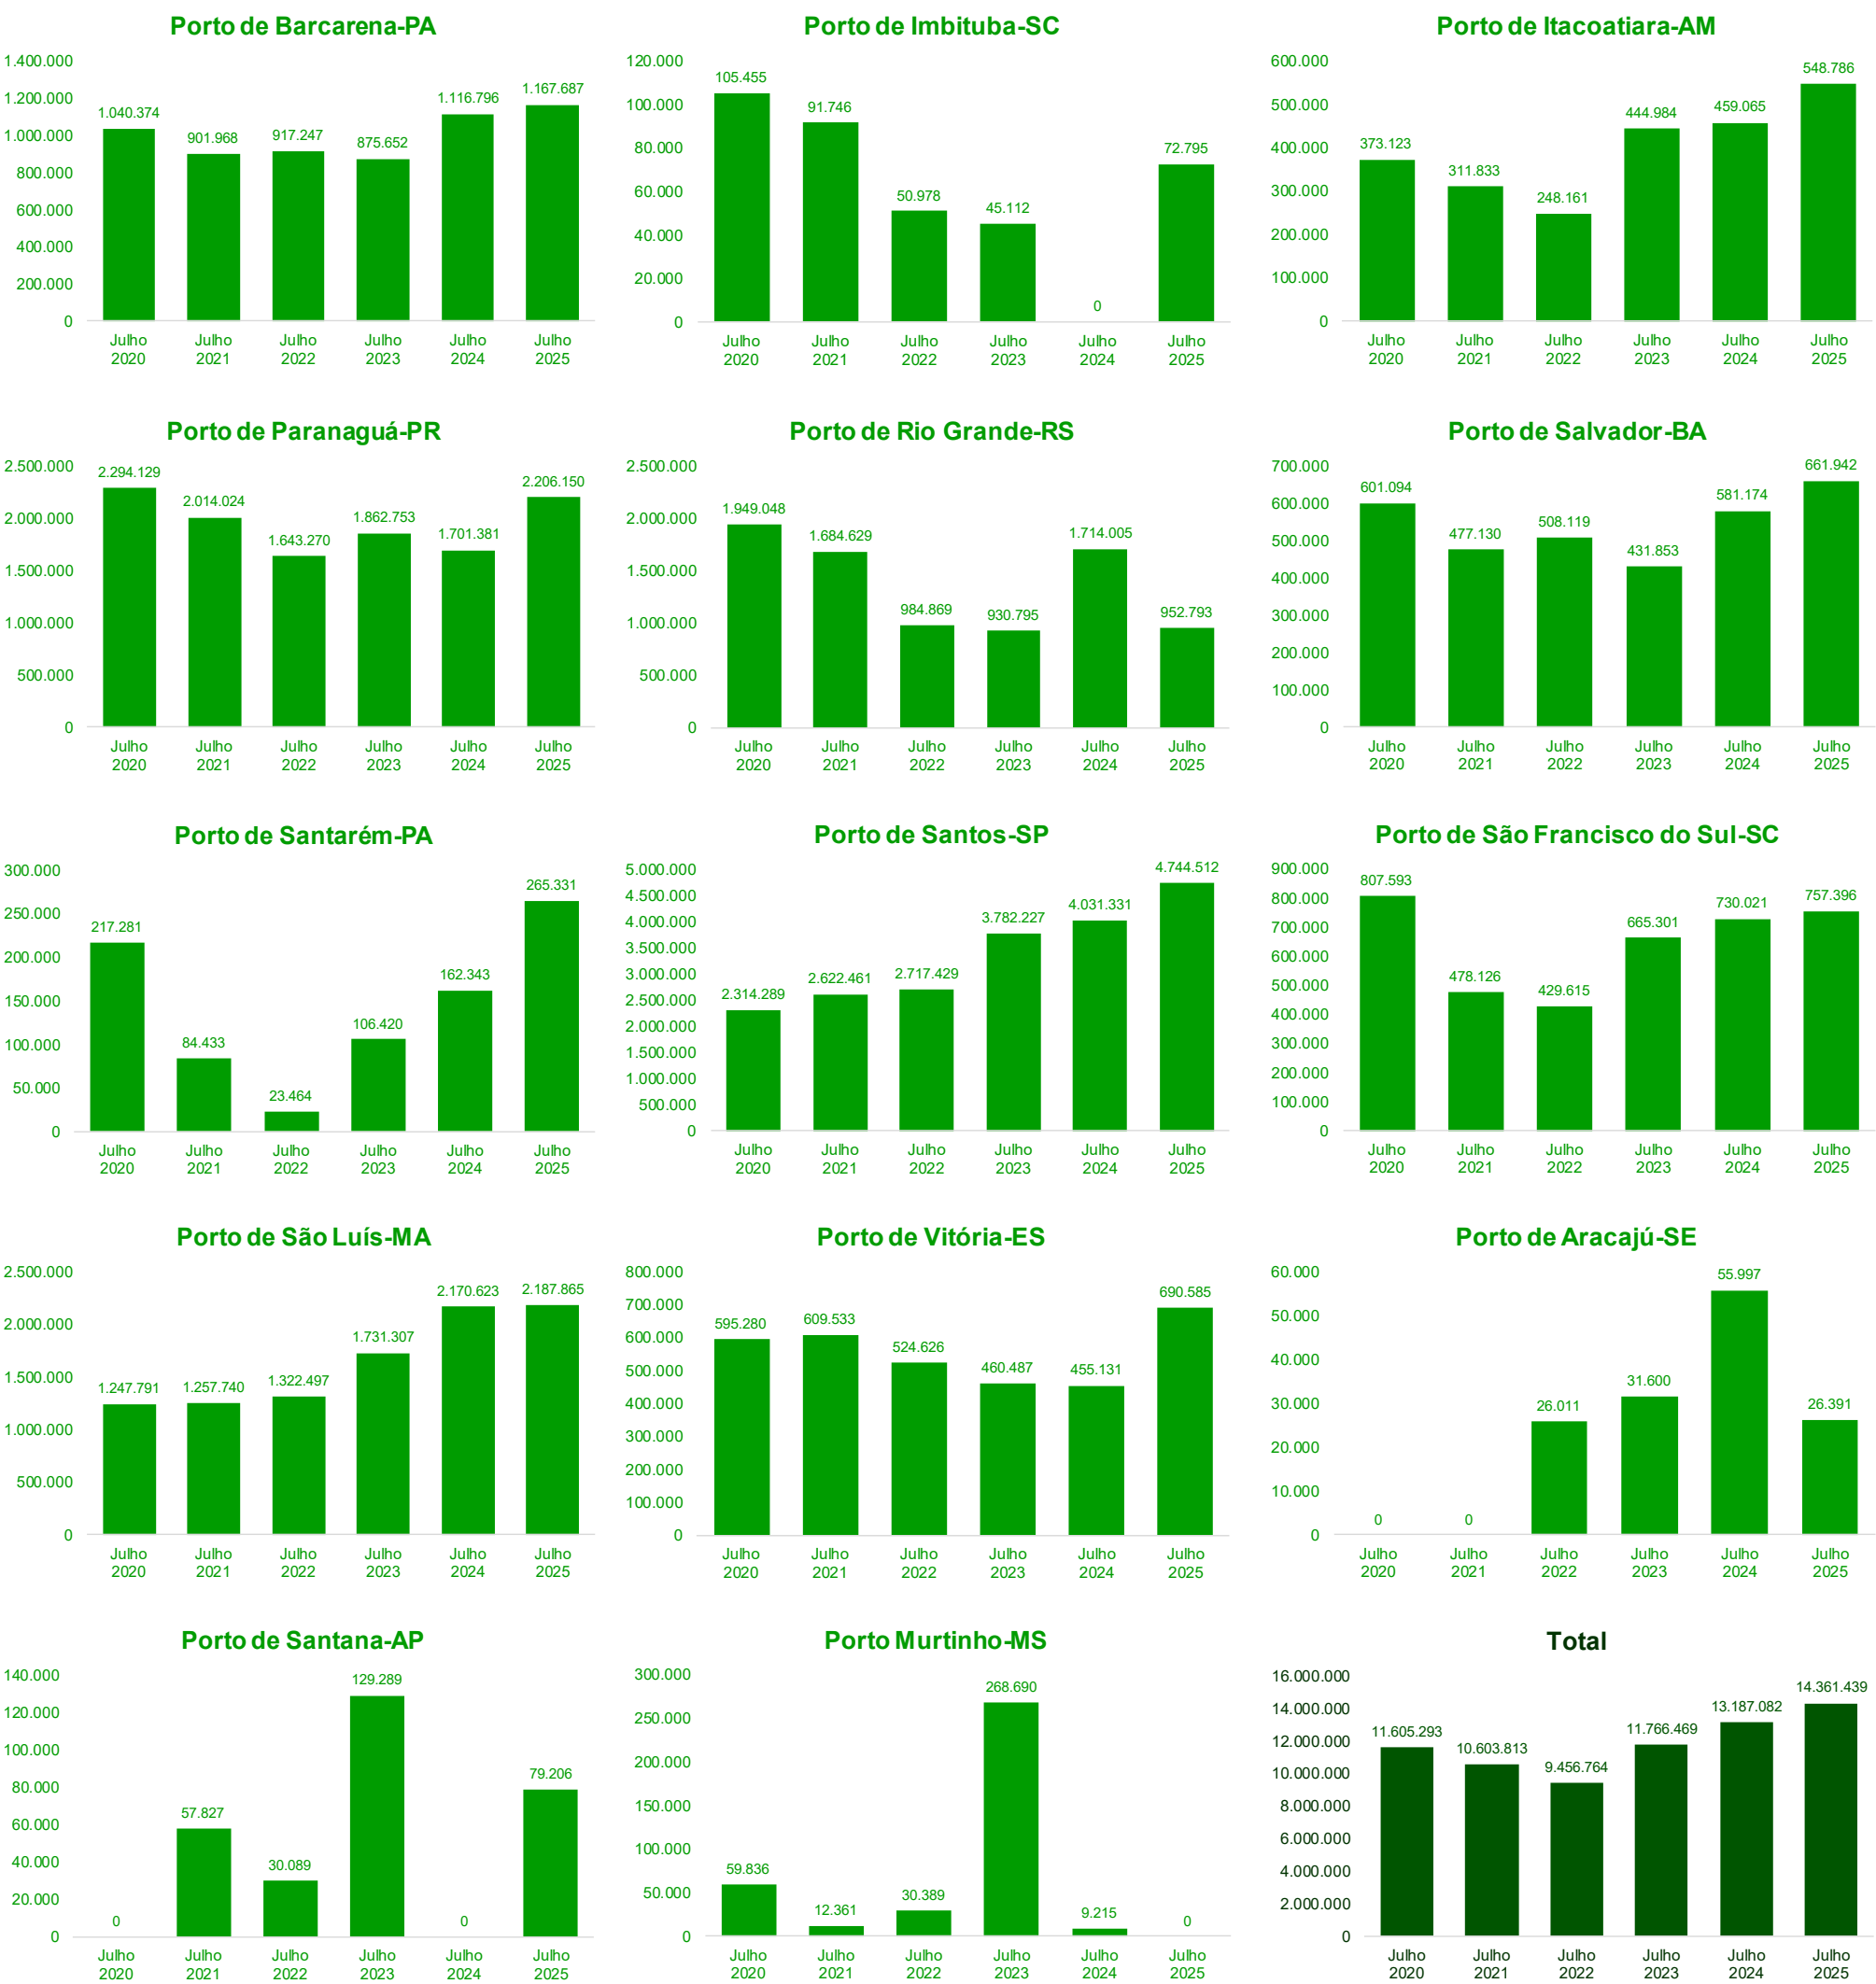 Porto de Barcarena-PA
1.400.000
1.200.000
1.000.000
800.000
600.000
400.000
200.000
0
1.040.374
901.968
917.247
875.652
1.116.796
1.167.687
Julho
2020
Julho
2021
Julho
2022
Julho
2023
Julho
2024
Julho
2025
Porto de Imbituba-SC
120.000
100.000
80.000
60.000
40.000
20.000
0
105.455
91.746
50.978
45.112
0
72.795
Julho
2020
Julho
2021
Julho
2022
Julho
2023
Julho
2024
Julho
2025
Porto de Itacoatiara-AM
600.000
500.000
400.000
300.000
200.000
100.000
0
373.123
311.833
248.161
444.984
459.065
548.786
Julho
2020
Julho
2021
Julho
2022
Julho
2023
Julho
2024
Julho
2025
Porto de Paranaguá-PR
2.500.000
2.000.000
1.500.000
1.000.000
500.000
0
2.294.129
2.014.024
1.643.270
1.862.753
1.701.381
2.206.150
Julho
2020
Julho
2021
Julho
2022
Julho
2023
Julho
2024
Julho
2025
Porto de Rio Grande-RS
2.500.000
2.000.000
1.500.000
1.000.000
500.000
0
1.949.048
1.684.629
984.869
930.795
1.714.005
952.793
Julho
2020
Julho
2021
Julho
2022
Julho
2023
Julho
2024
Julho
2025
Porto de Salvador-BA
700.000
600.000
500.000
400.000
300.000
200.000
100.000
0
601.094
477.130
508.119
431.853
581.174
661.942
Julho
2020
Julho
2021
Julho
2022
Julho
2023
Julho
2024
Julho
2025
Porto de Santarém-PA
300.000
250.000
200.000
150.000
100.000
50.000
0
217.281
84.433
23.464
106.420
162.343
265.331
Julho
2020
Julho
2021
Julho
2022
Julho
2023
Julho
2024
Julho
2025
Porto de Santos-SP
5.000.000
4.500.000
4.000.000
3.500.000
3.000.000
2.500.000
2.000.000
1.500.000
1.000.000
500.000
0
2.314.289
2.622.461
2.717.429
3.782.227
4.031.331
4.744.512
Julho
2020
Julho
2021
Julho
2022
Julho
2023
Julho
2024
Julho
2025
Porto de São Francisco do Sul-SC
900.000
800.000
700.000
600.000
500.000
400.000
300.000
200.000
100.000
0
807.593
478.126
429.615
665.301
730.021
757.396
Julho
2020
Julho
2021
Julho
2022
Julho
2023
Julho
2024
Julho
2025
Porto de São Luís-MA
2.500.000
2.000.000
1.500.000
1.000.000
500.000
0
1.247.791
1.257.740
1.322.497
1.731.307
2.170.623
2.187.865
Julho
2020
Julho
2021
Julho
2022
Julho
2023
Julho
2024
Julho
2025
Porto de Vitória-ES
800.000
700.000
600.000
500.000
400.000
300.000
200.000
100.000
0
595.280
609.533
524.626
460.487
455.131
690.585
Julho
2020
Julho
2021
Julho
2022
Julho
2023
Julho
2024
Julho
2025
Porto de Aracajú-SE
60.000
50.000
40.000
30.000
20.000
10.000
0
0
0
26.011
31.600
55.997
26.391
Julho
2020
Julho
2021
Julho
2022
Julho
2023
Julho
2024
Julho
2025
Porto de Santana-AP
140.000
120.000
100.000
80.000
60.000
40.000
20.000
0
0
57.827
30.089
129.289
0
79.206
Julho
2020
Julho
2021
Julho
2022
Julho
2023
Julho
2024
Julho
2025
Porto Murtinho-MS
300.000
250.000
200.000
150.000
100.000
50.000
0
59.836
12.361
30.389
268.690
9.215
0
Julho
2020
Julho
2021
Julho
2022
Julho
2023
Julho
2024
Julho
2025
Total
16.000.000
14.000.000
12.000.000
10.000.000
8.000.000
6.000.000
4.000.000
2.000.000
0
11.605.293
10.603.813
9.456.764
11.766.469
13.187.082
14.361.439
Julho
2020
Julho
2021
Julho
2022
Julho
2023
Julho
2024
Julho
2025